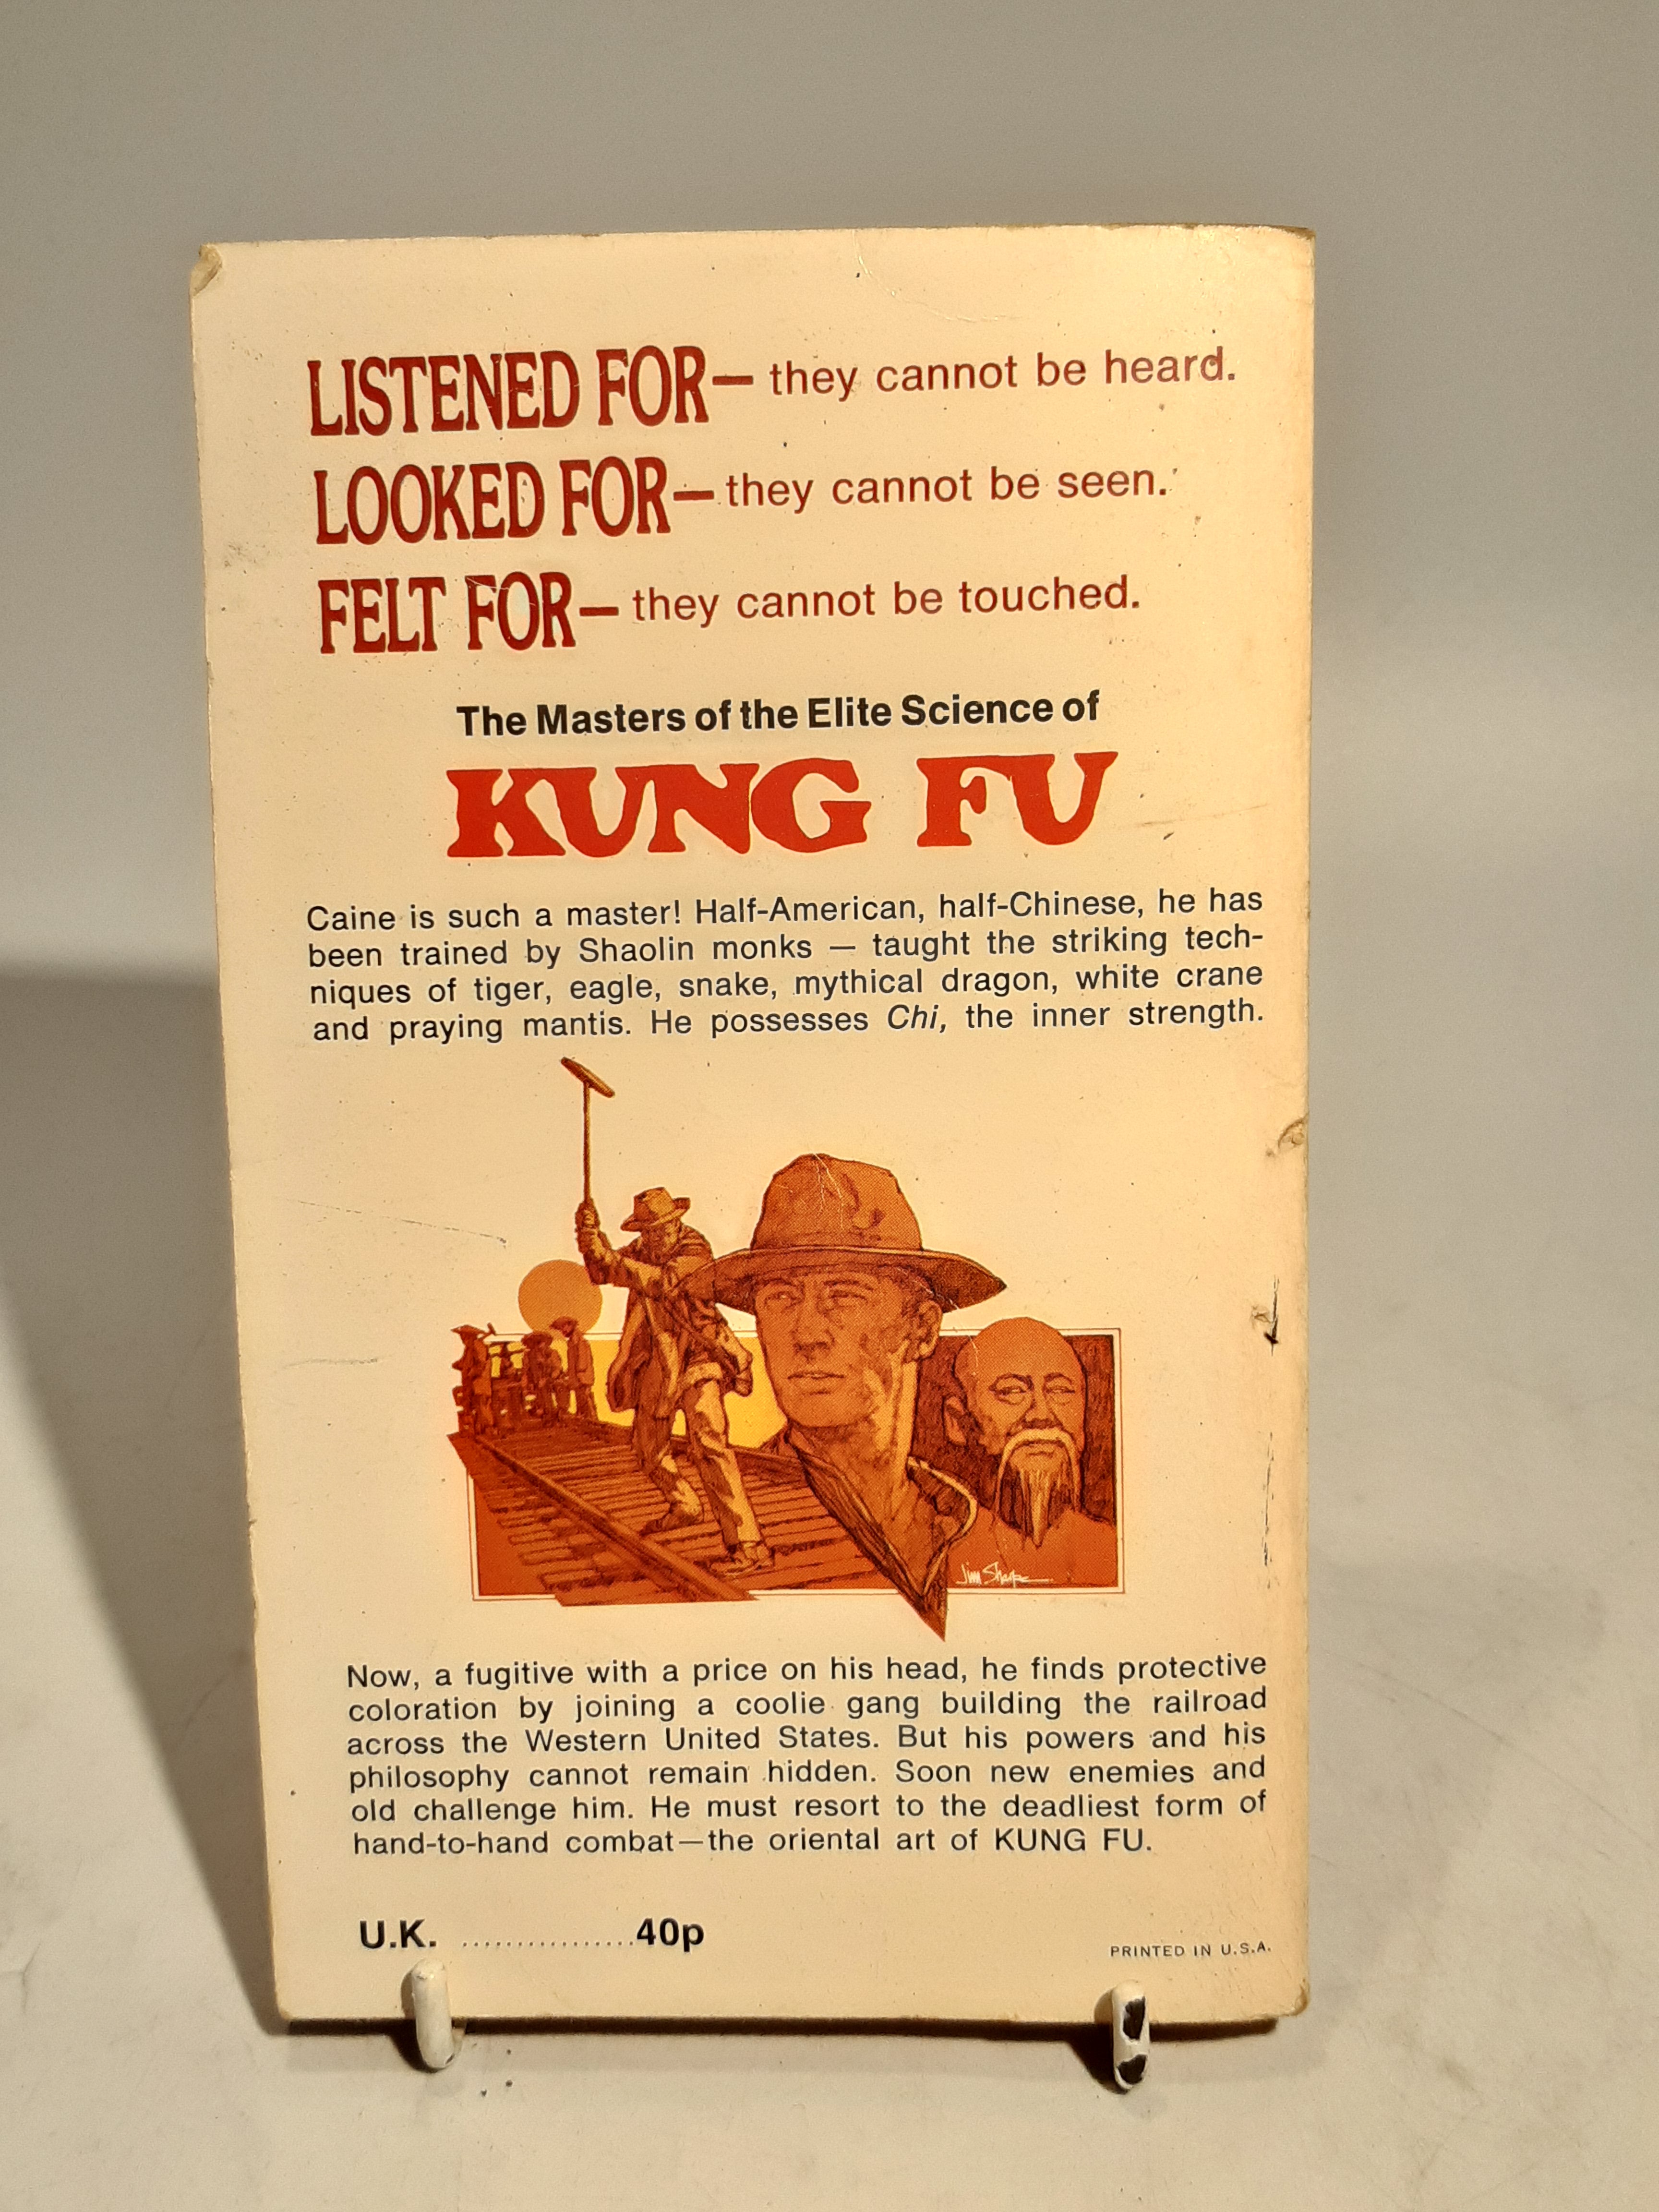 LISTENED FOR— they cannot be heard.
LOOKED FOR— they cannot be seen.
FELT FOR— they cannot be touched.
The Masters of the Elite Science of
KUNG FU
Caine is such a master! Half-American, half-Chinese, he has
been trained by Shaolin monks — taught the striking tech-
niques of tiger, eagle, snake, mythical dragon, white crane
and praying mantis. He possesses Chi, the inner strength.
Jim Sharpe
Now, a fugitive with a price on his head, he finds protective
coloration by joining a coolie gang building the railroad
across the Western United States. But his powers and his
philosophy cannot remain hidden. Soon new enemies and
old challenge him. He must resort to the deadliest form of
hand-to-hand combat—the oriental art of KUNG FU.
U.K. ................40p
PRINTED IN U.S.A.